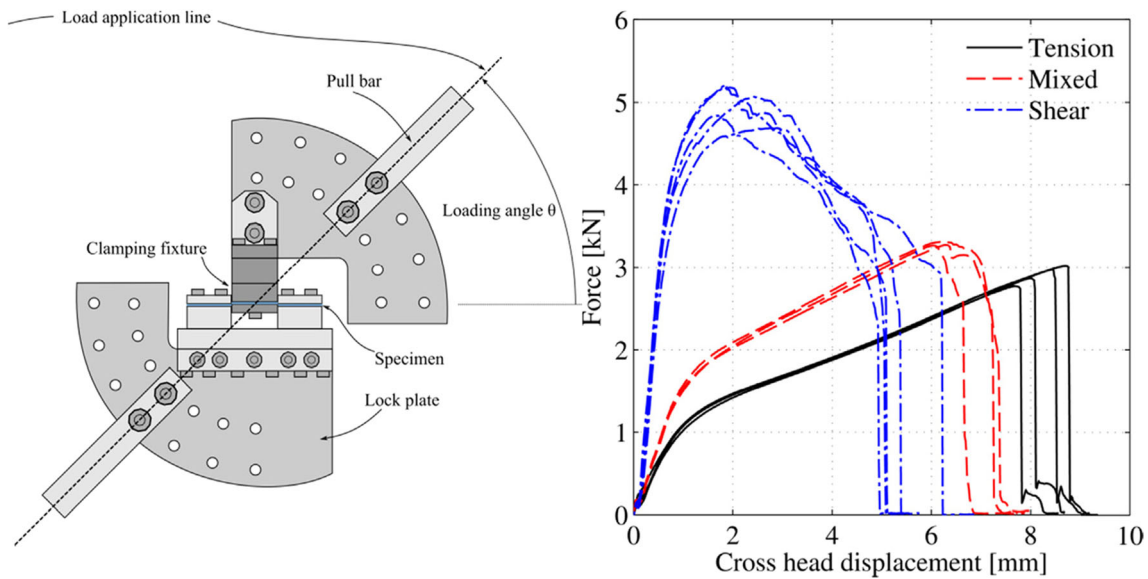 Load application line
Pull bar
Loading angle θ
Clamping fixture
Specimen
Lock plate
6
5
4
3
2
1
0
Force [kN]
Tension
Mixed
Shear
0 2 4 6 8 10
Cross head displacement [mm]